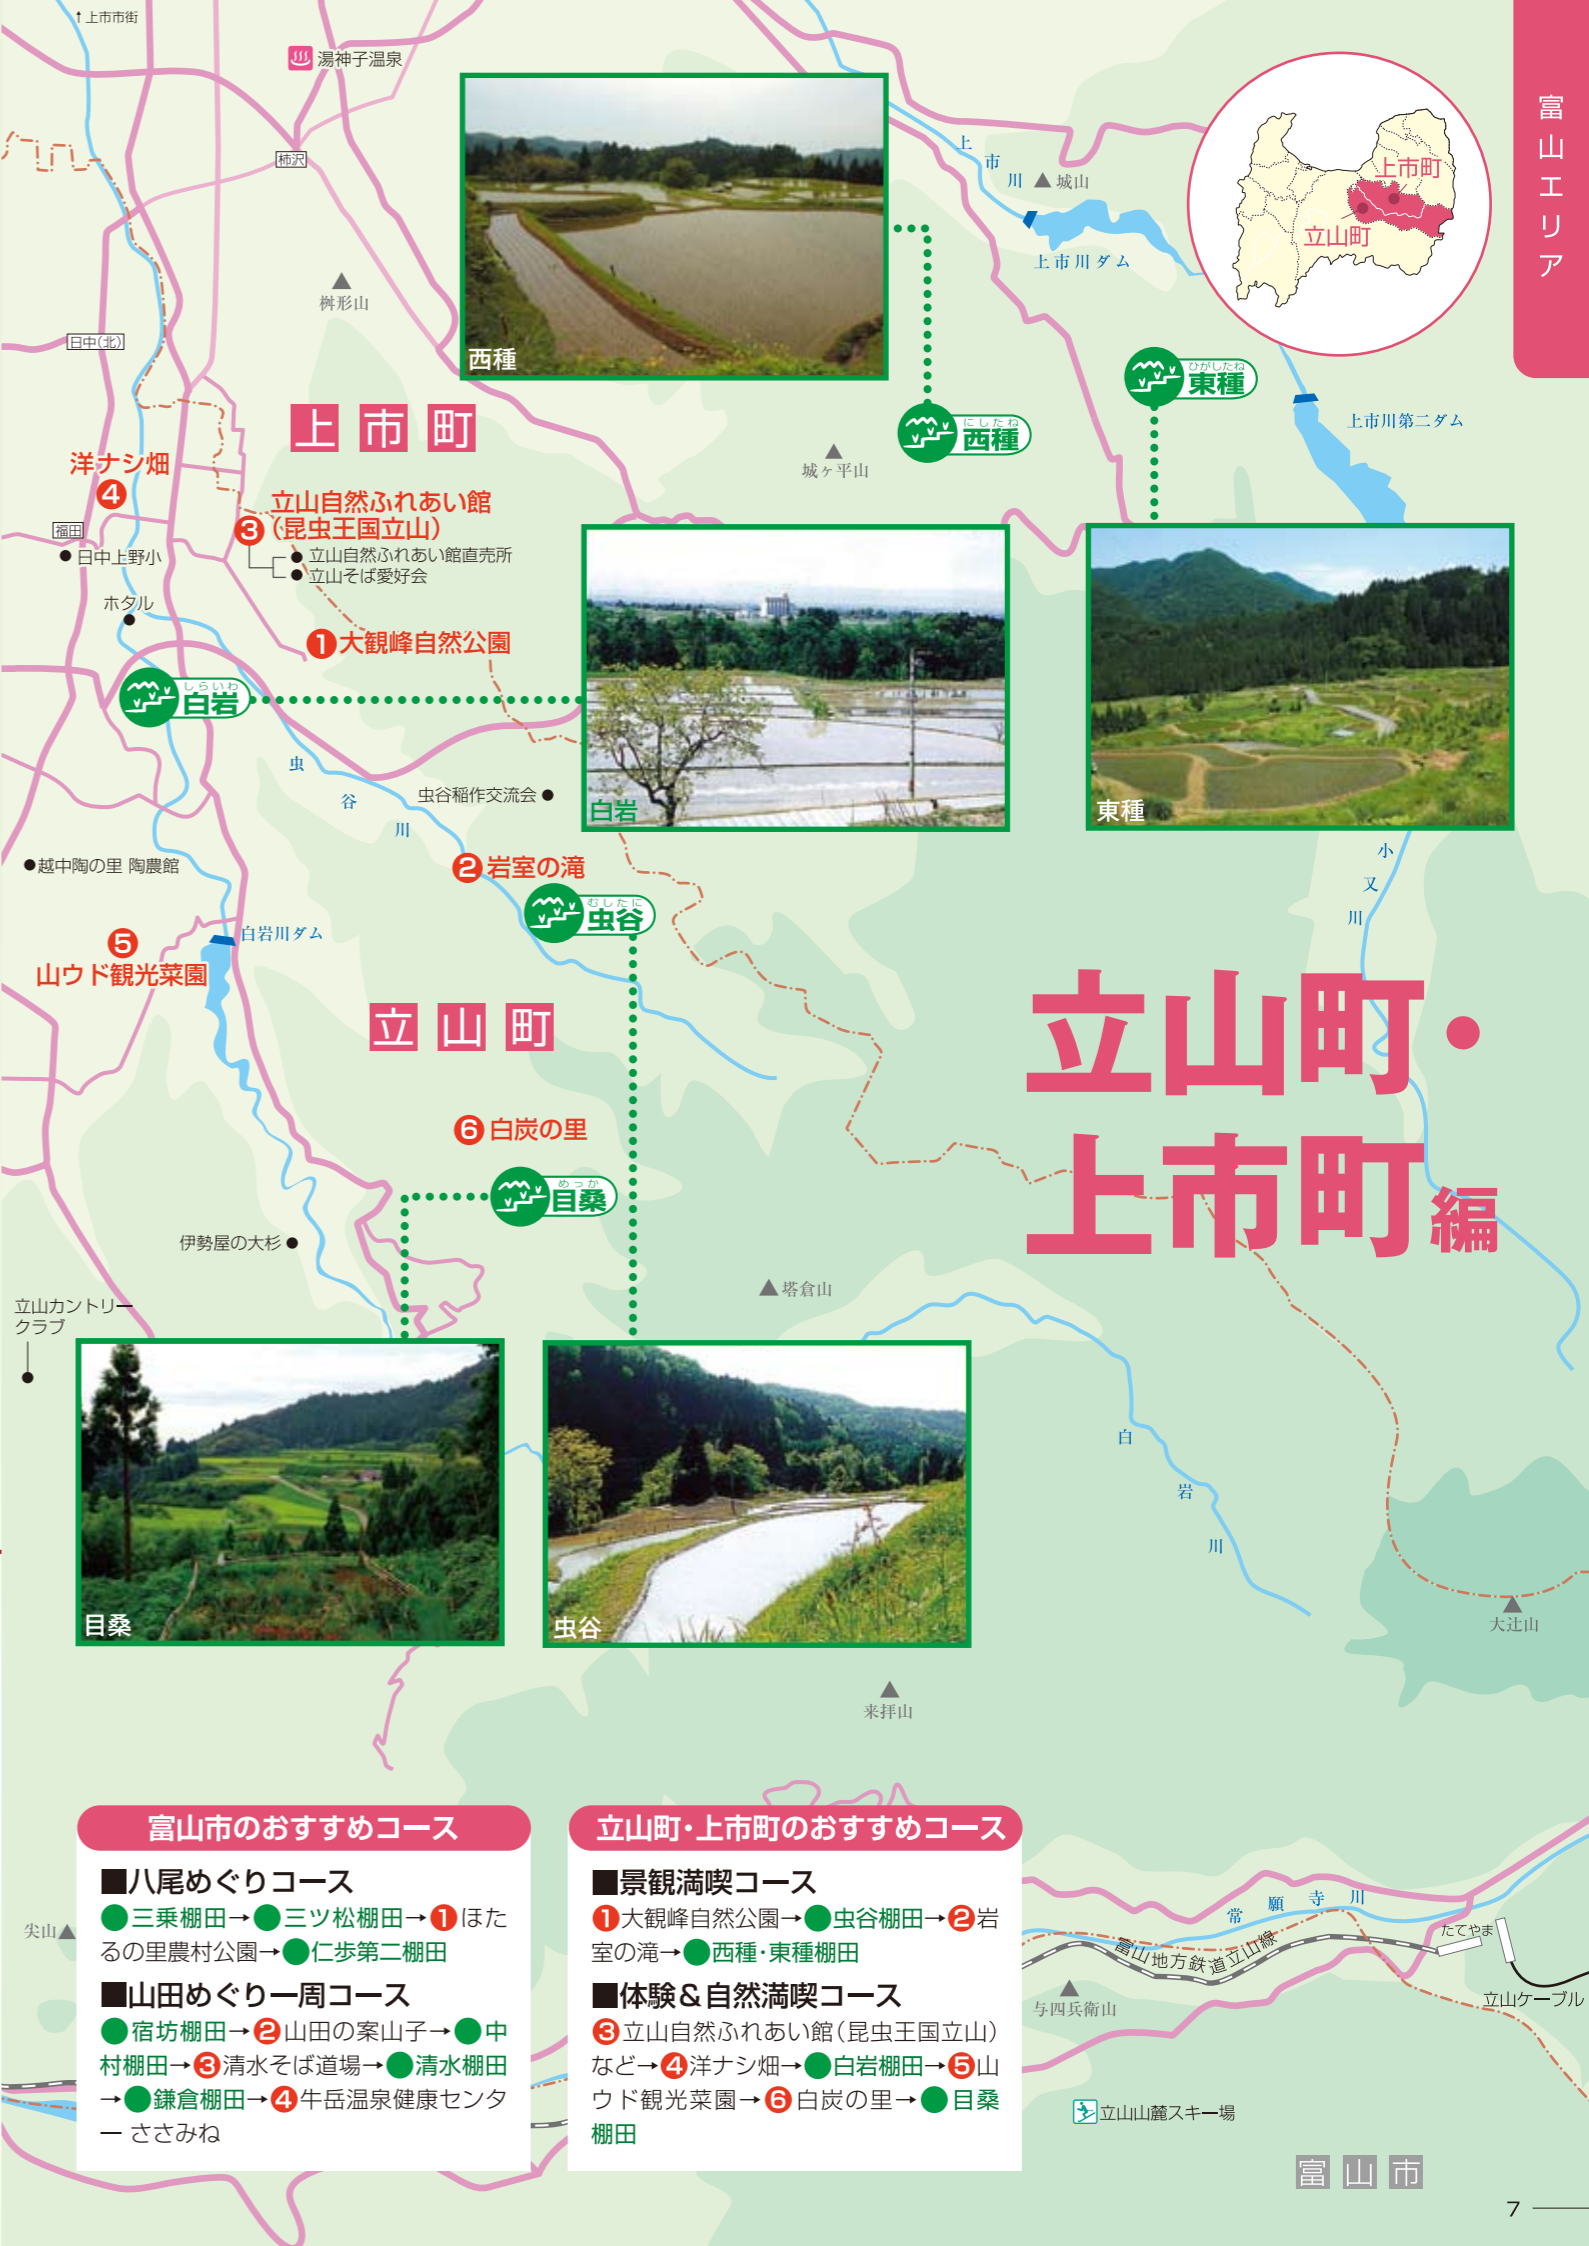 ↑上市市街
湯神子温泉
柿沢
富山エリア
上市町
立山町
上市川
城山
上市川ダム
桝形山
日中(北)
西種
ひがしたね
東種
上市川第二ダム
にしたね
西種
城ヶ平山
上市町
洋ナシ畑
4
福田
日中上野小
3
立山自然ふれあい館
(昆虫王国立山)
立山自然ふれあい館直売所
立山そば愛好会
ホタル
1 大観峰自然公園
しらいわ
白岩
虫谷川
虫谷稲作交流会
白岩
東種
小又川
越中陶の里 陶農館
2 岩室の滝
むしたに
虫谷
5
山ウド観光菜園
白岩川ダム
立山町
立山町・
上市町編
6 白炭の里
めっか
目桑
伊勢屋の大杉
立山カントリー
クラブ
塔倉山
目桑
虫谷
白岩川
大辻山
来拝山
富山市のおすすめコース
■八尾めぐりコース
●三乗棚田→●三ツ松棚田→1ほた
るの里農村公園→●仁歩第二棚田
■山田めぐり一周コース
●宿坊棚田→2山田の案山子→●中
村棚田→3清水そば道場→●清水棚田
→●鎌倉棚田→4牛岳温泉健康センタ
ー ささみね
立山町・上市町のおすすめコース
■景観満喫コース
1大観峰自然公園→●虫谷棚田→2岩
室の滝→●西種・東種棚田
■体験&自然満喫コース
3立山自然ふれあい館(昆虫王国立山)
など→4洋ナシ畑→●白岩棚田→5山
ウド観光菜園→6白炭の里→●目桑
棚田
尖山
常願寺川
富山地方鉄道立山線
たてやま
立山ケーブル
与四兵衛山
立山山麓スキー場
富山市
7